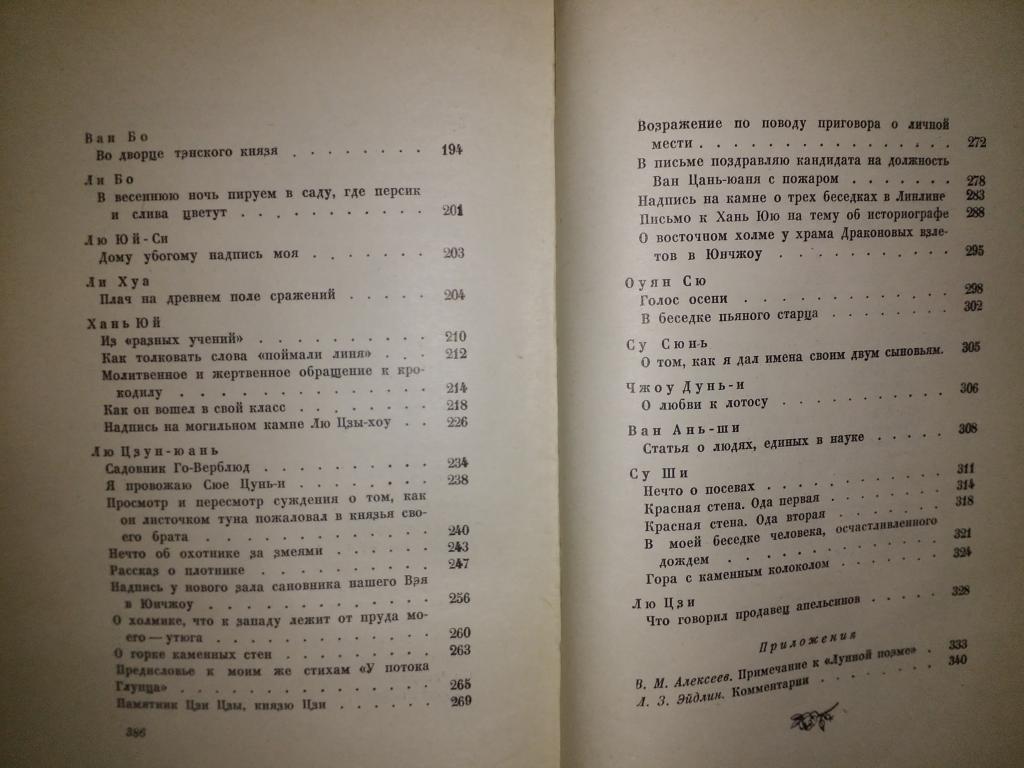 Ван Бо
Во дворце тэнского князя . . . . . . . . 194
Ли Бо
В весеннюю ночь пируем в саду, где персик
и слива цветут . . . . . . . . . . . 201
Лю Юй-Си
Дому убогому надпись моя . . . . . . . 203
Ли Хуа
Плач на древнем поле сражений . . . . . 204
Хань Юй
Из «разных учений» . . . . . . . . . . 210
Как толковать слова «поймали линя» . . . 212
Молитвенное и жертвенное обращение к кро-
кодилу . . . . . . . . . . . . . . 214
Как он вошел в свой класс . . . . . . . 218
Надпись на могильном камне Лю Цзы-хоу . . 226
Лю Цзун-юань
Садовник Го-Верблюд . . . . . . . . . 234
Я провожаю Сюе Цунь-и . . . . . . . . 238
Просмотр и пересмотр суждения о том, как
он листочком туна пожаловал в князья сво-
его брата . . . . . . . . . . . . . 240
Нечто об охотнике за змеями . . . . . . 243
Рассказ о плотнике . . . . . . . . . . 247
Надпись у нового зала сановника нашего Вэя
в Юнчжоу . . . . . . . . . . . . . 256
О холмике, что к западу лежит от пруда мо-
его — утюга . . . . . . . . . . . . 260
О горке каменных стен . . . . . . . . . 263
Предисловье к моим же стихам «У потока
Глупца» . . . . . . . . . . . . . . 265
Памятник Цзи Цзы, князю Цзи . . . . . . 269
386
Возражение по поводу приговора о личной
мести . . . . . . . . . . . . . . . 272
В письме поздравляю кандидата на должность
Ван Цань-юаня с пожаром . . . . . . . 278
Надпись на камне о трех беседках в Линлине 283
Письмо к Хань Юю на тему об историографе 288
О восточном холме у храма Драконовых взле-
тов в Юнчжоу . . . . . . . . . . . 295
Оуян Сю
Голос осени . . . . . . . . . . . . . 298
В беседке пьяного старца . . . . . . . . 302
Су Сюнь
О том, как я дал имена своим двум сыновьям. 305
Чжоу Дунь-и
О любви к лотосу . . . . . . . . . . . 306
Ван Ань-ши
Статья о людях, единых в науке . . . . . 308
Су Ши
Нечто о посевах . . . . . . . . . . . 311
Красная стена. Ода первая . . . . . . . 314
Красная стена. Ода вторая . . . . . . . 318
В моей беседке человека, осчастливленного
дождем . . . . . . . . . . . . . . 321
Гора с каменным колоколом . . . . . . . 324
Лю Цзи
Что говорил продавец апельсинов . . . . . 328
Приложения
В. М. Алексеев. Примечание к «Лунной поэме» . 333
Л. З. Эйдлин. Комментарии . . . . . . . 340